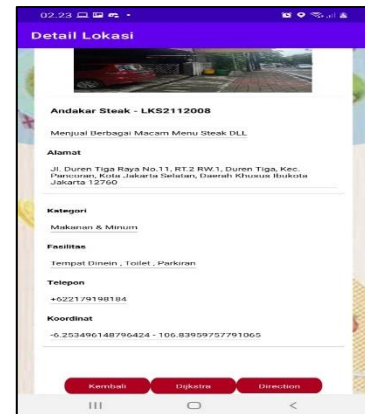 02.23
Detail Lokasi
Andakar Steak - LKS2112008
Menjual Berbagai Macam Menu Steak DLL
Alamat
Jl. Duren Tiga Raya No.11, RT.2 RW.1, Duren Tiga, Kec.
Pancoran, Kota Jakarta Selatan, Daerah Khusus Ibukota
Jakarta 12760
Kategori
Makanan & Minum
Fasilitas
Tempat Dinein , Toilet , Parkiran
Telepon
+622179198184
Koordinat
-6.253496148796424 - 106.83959757791065
Kembali
Dijkstra
Direction